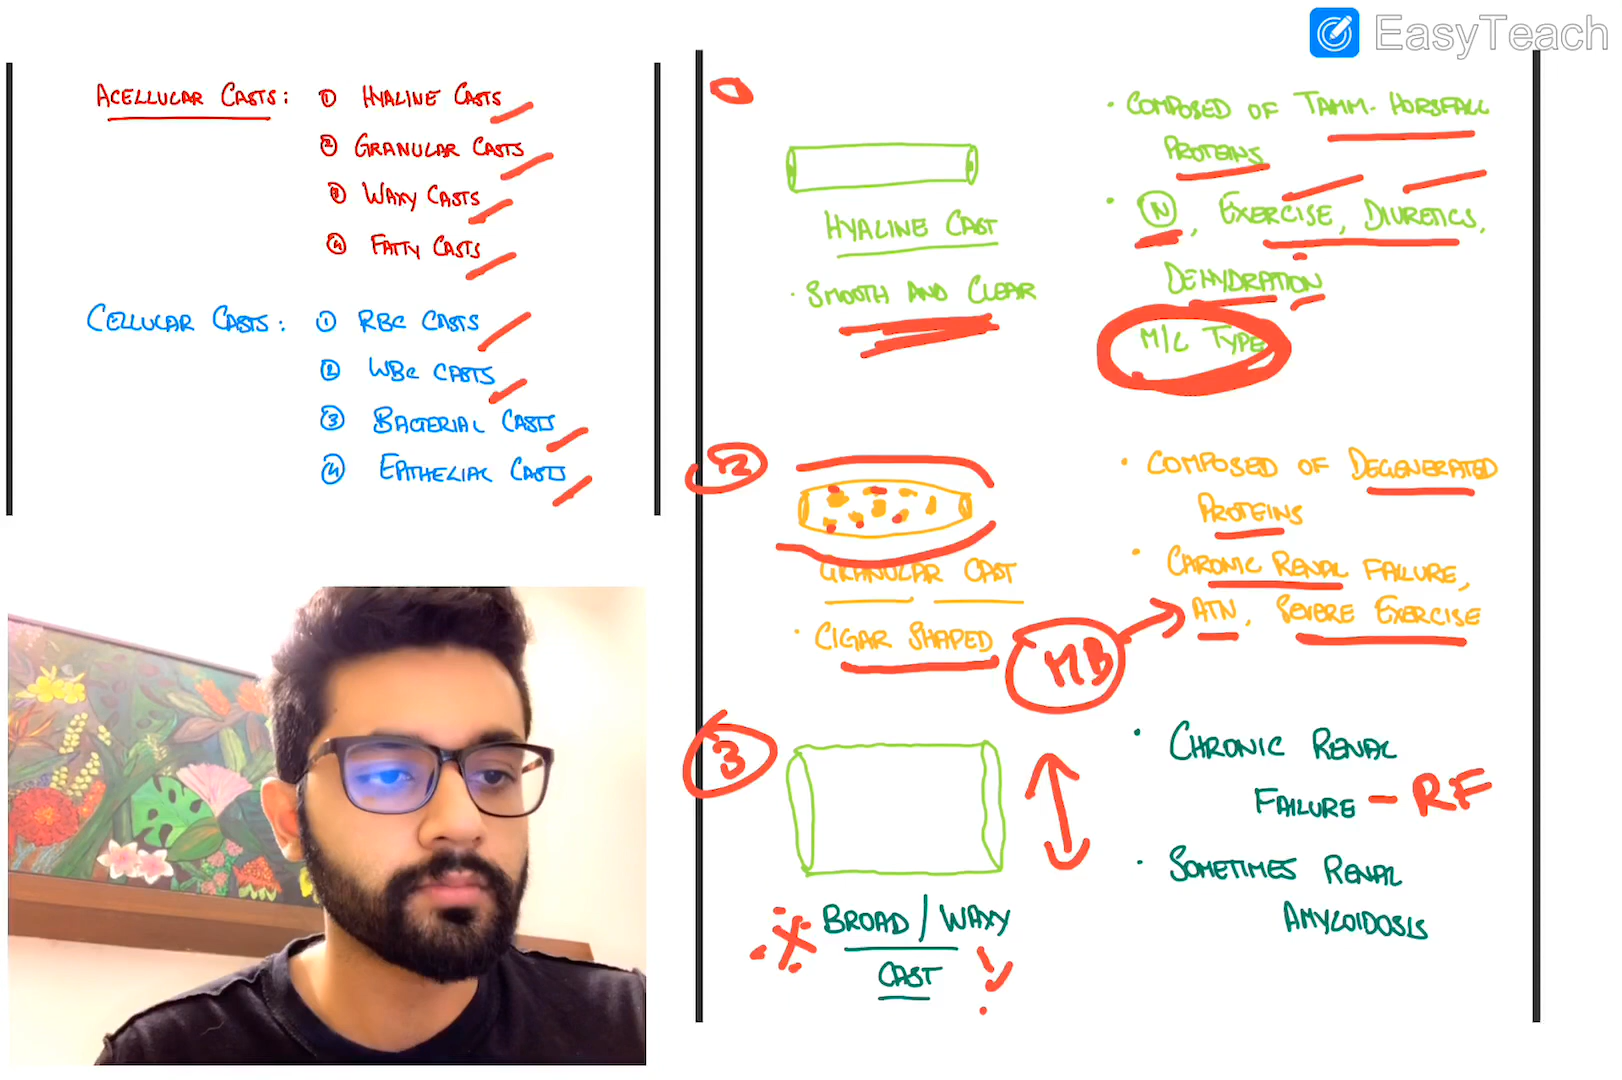 EasyTeach
ACELLULAR CASTS: ① HYALINE CASTS
② GRANULAR CASTS
③ WAXY CASTS
④ FATTY CASTS
CELLULAR CASTS: ① RBC CASTS
② WBC CASTS
③ BACTERIAL CASTS
④ EPITHELIAL CASTS
HYALINE CAST
· SMOOTH AND CLEAR
· COMPOSED OF TAMM-HORSFALL
PROTEINS
· Ⓝ, EXERCISE, DIURETICS,
DEHYDRATION
M/C TYPE
2
GRANULAR CAST
· CIGAR SHAPED
· COMPOSED OF DEGENERATED
PROTEINS
· CHRONIC RENAL FAILURE,
ATN, SEVERE EXERCISE
MB
3
BROAD/WAXY
CAST
· CHRONIC RENAL
FAILURE - RF
· SOMETIMES RENAL
AMYLOIDOSIS